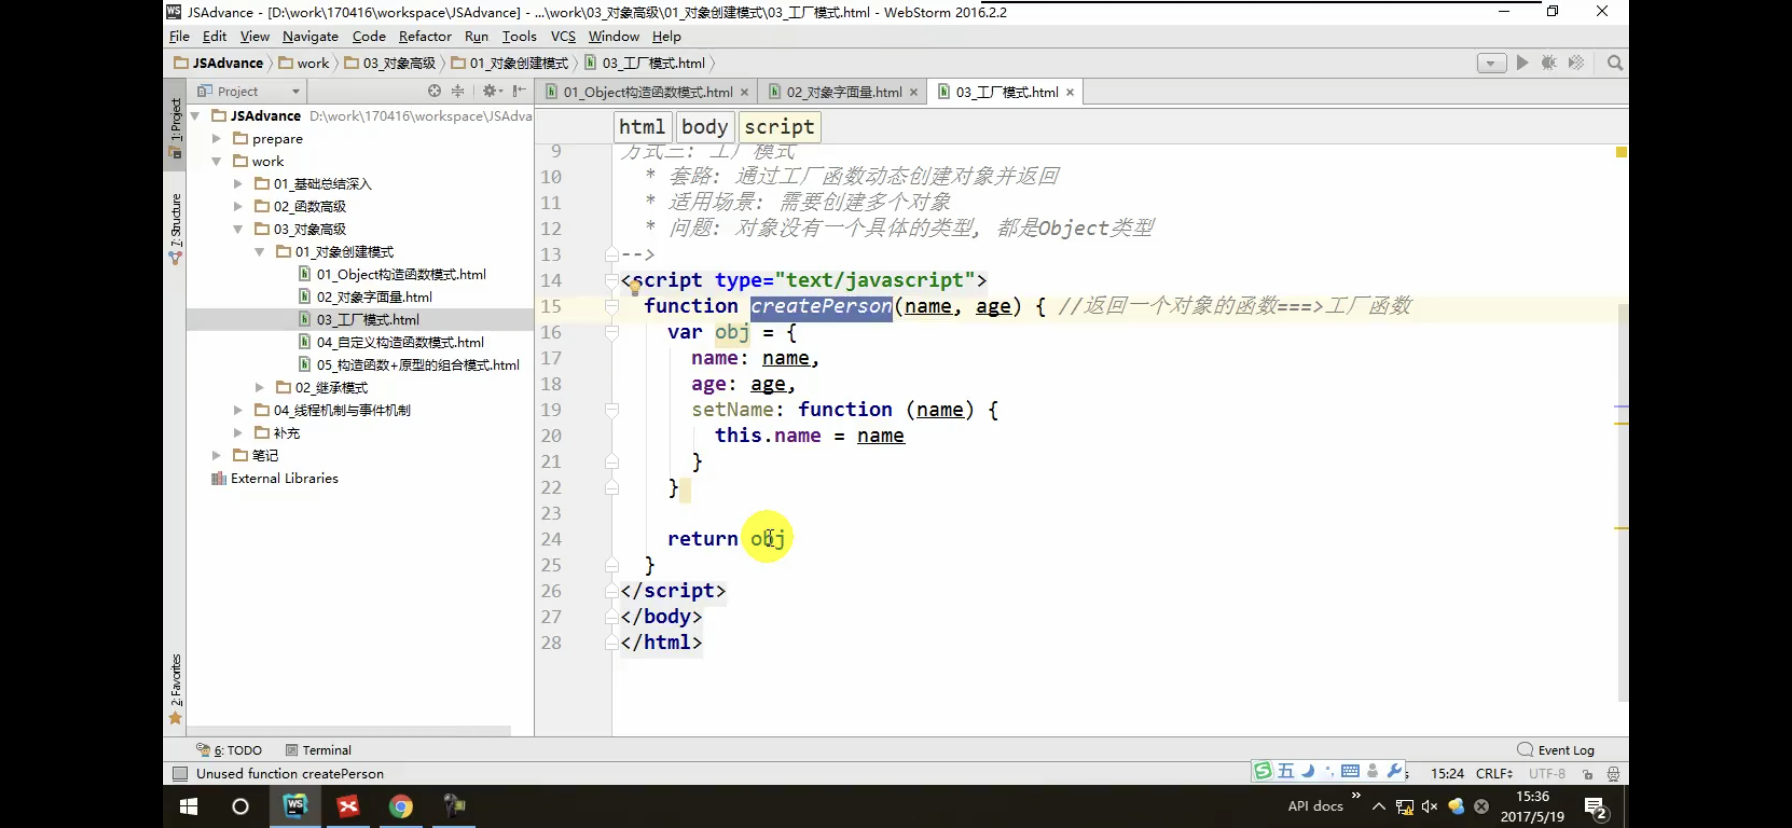 JSAdvance - [D:\work\170416\workspace\JSAdvance] - ...\work\03_对象高级\01_对象创建模式\03_工厂模式.html - WebStorm 2016.2.2
File Edit View Navigate Code Refactor Run Tools VCS Window Help
JSAdvance work 03_对象高级 01_对象创建模式 03_工厂模式.html
Project
01_Object构造函数模式.html 02_对象字面量.html 03_工厂模式.html
1: Project
7: Structure
2: Favorites
JSAdvance D:\work\170416\workspace\JSAdva
prepare
work
01_基础总结深入
02_函数高级
03_对象高级
01_对象创建模式
01_Object构造函数模式.html
02_对象字面量.html
03_工厂模式.html
04_自定义构造函数模式.html
05_构造函数+原型的组合模式.html
02_继承模式
04_线程机制与事件机制
补充
笔记
External Libraries
html body script
9 方式三: 工厂模式
10 * 套路: 通过工厂函数动态创建对象并返回
11 * 适用场景: 需要创建多个对象
12 * 问题: 对象没有一个具体的类型, 都是Object类型
13 -->
14 <script type="text/javascript">
15 function createPerson(name, age) { //返回一个对象的函数===>工厂函数
16 var obj = {
17 name: name,
18 age: age,
19 setName: function (name) {
20 this.name = name
21 }
22 }
23
24 return obj
25 }
26 </script>
27 </body>
28 </html>
6: TODO Terminal Event Log
Unused function createPerson 五 15:24 CRLF UTF-8
API docs
15:36
2017/5/19
2